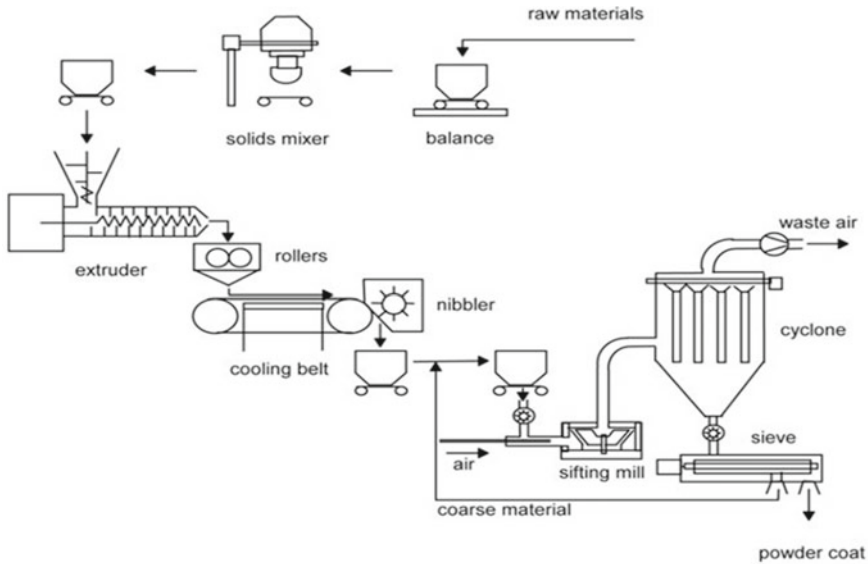 raw materials
solids mixer
balance
waste air
extruder
rollers
nibbler
cyclone
cooling belt
sieve
air
sifting mill
coarse material
powder coat